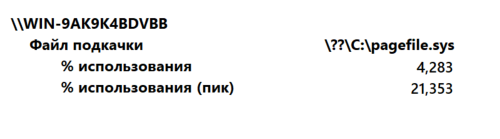 \\WIN-9AK9K4BDVBB
Файл подкачки \??\C:\pagefile.sys
% использования 4,283
% использования (пик) 21,353